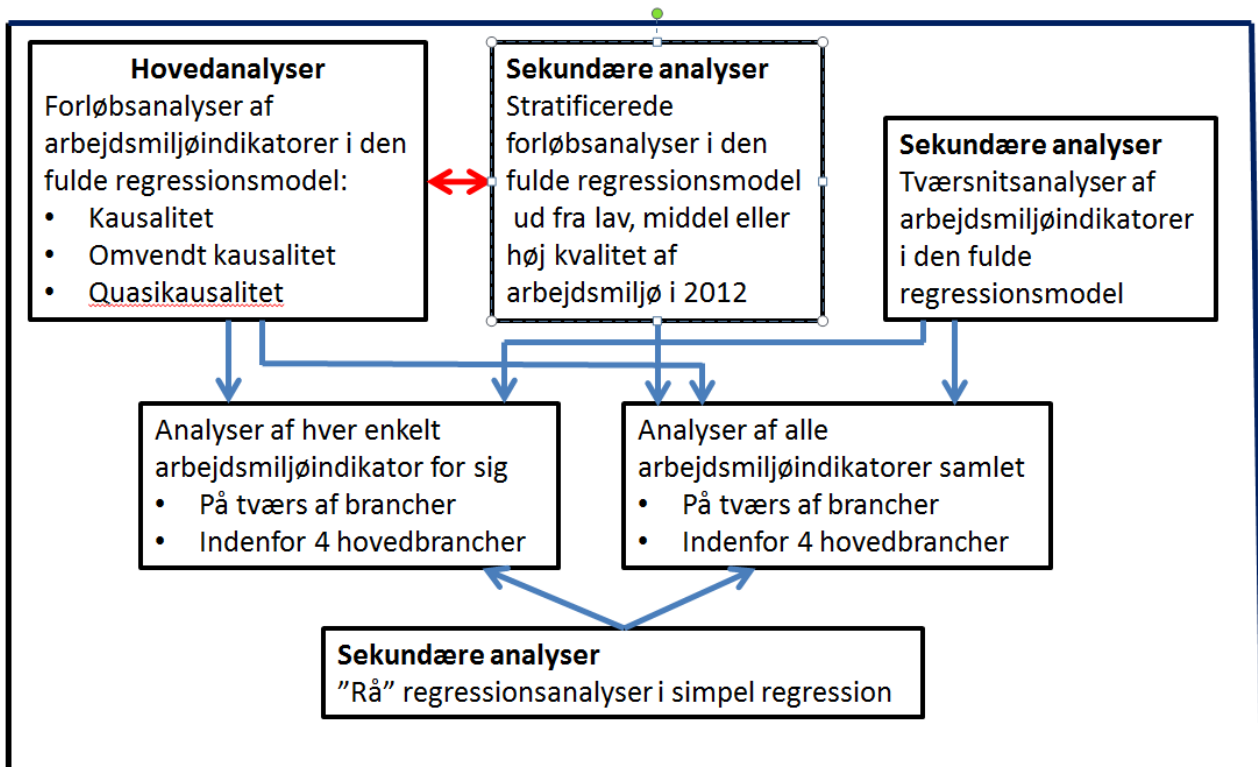 Hovedanalyser
Forløbsanalyser af
arbejdsmiljøindikatorer i den
fulde regressionsmodel:
• Kausalitet
• Omvendt kausalitet
• Quasikausalitet
Sekundære analyser
Stratificerede
forløbsanalyser i den
fulde regressionsmodel
ud fra lav, middel eller
høj kvalitet af
arbejdsmiljø i 2012
Sekundære analyser
Tværsnitsanalyser af
arbejdsmiljøindikatorer
i den fulde
regressionsmodel
Analyser af hver enkelt
arbejdsmiljøindikator for sig
• På tværs af brancher
• Indenfor 4 hovedbrancher
Analyser af alle
arbejdsmiljøindikatorer samlet
• På tværs af brancher
• Indenfor 4 hovedbrancher
Sekundære analyser
”Rå” regressionsanalyser i simpel regression